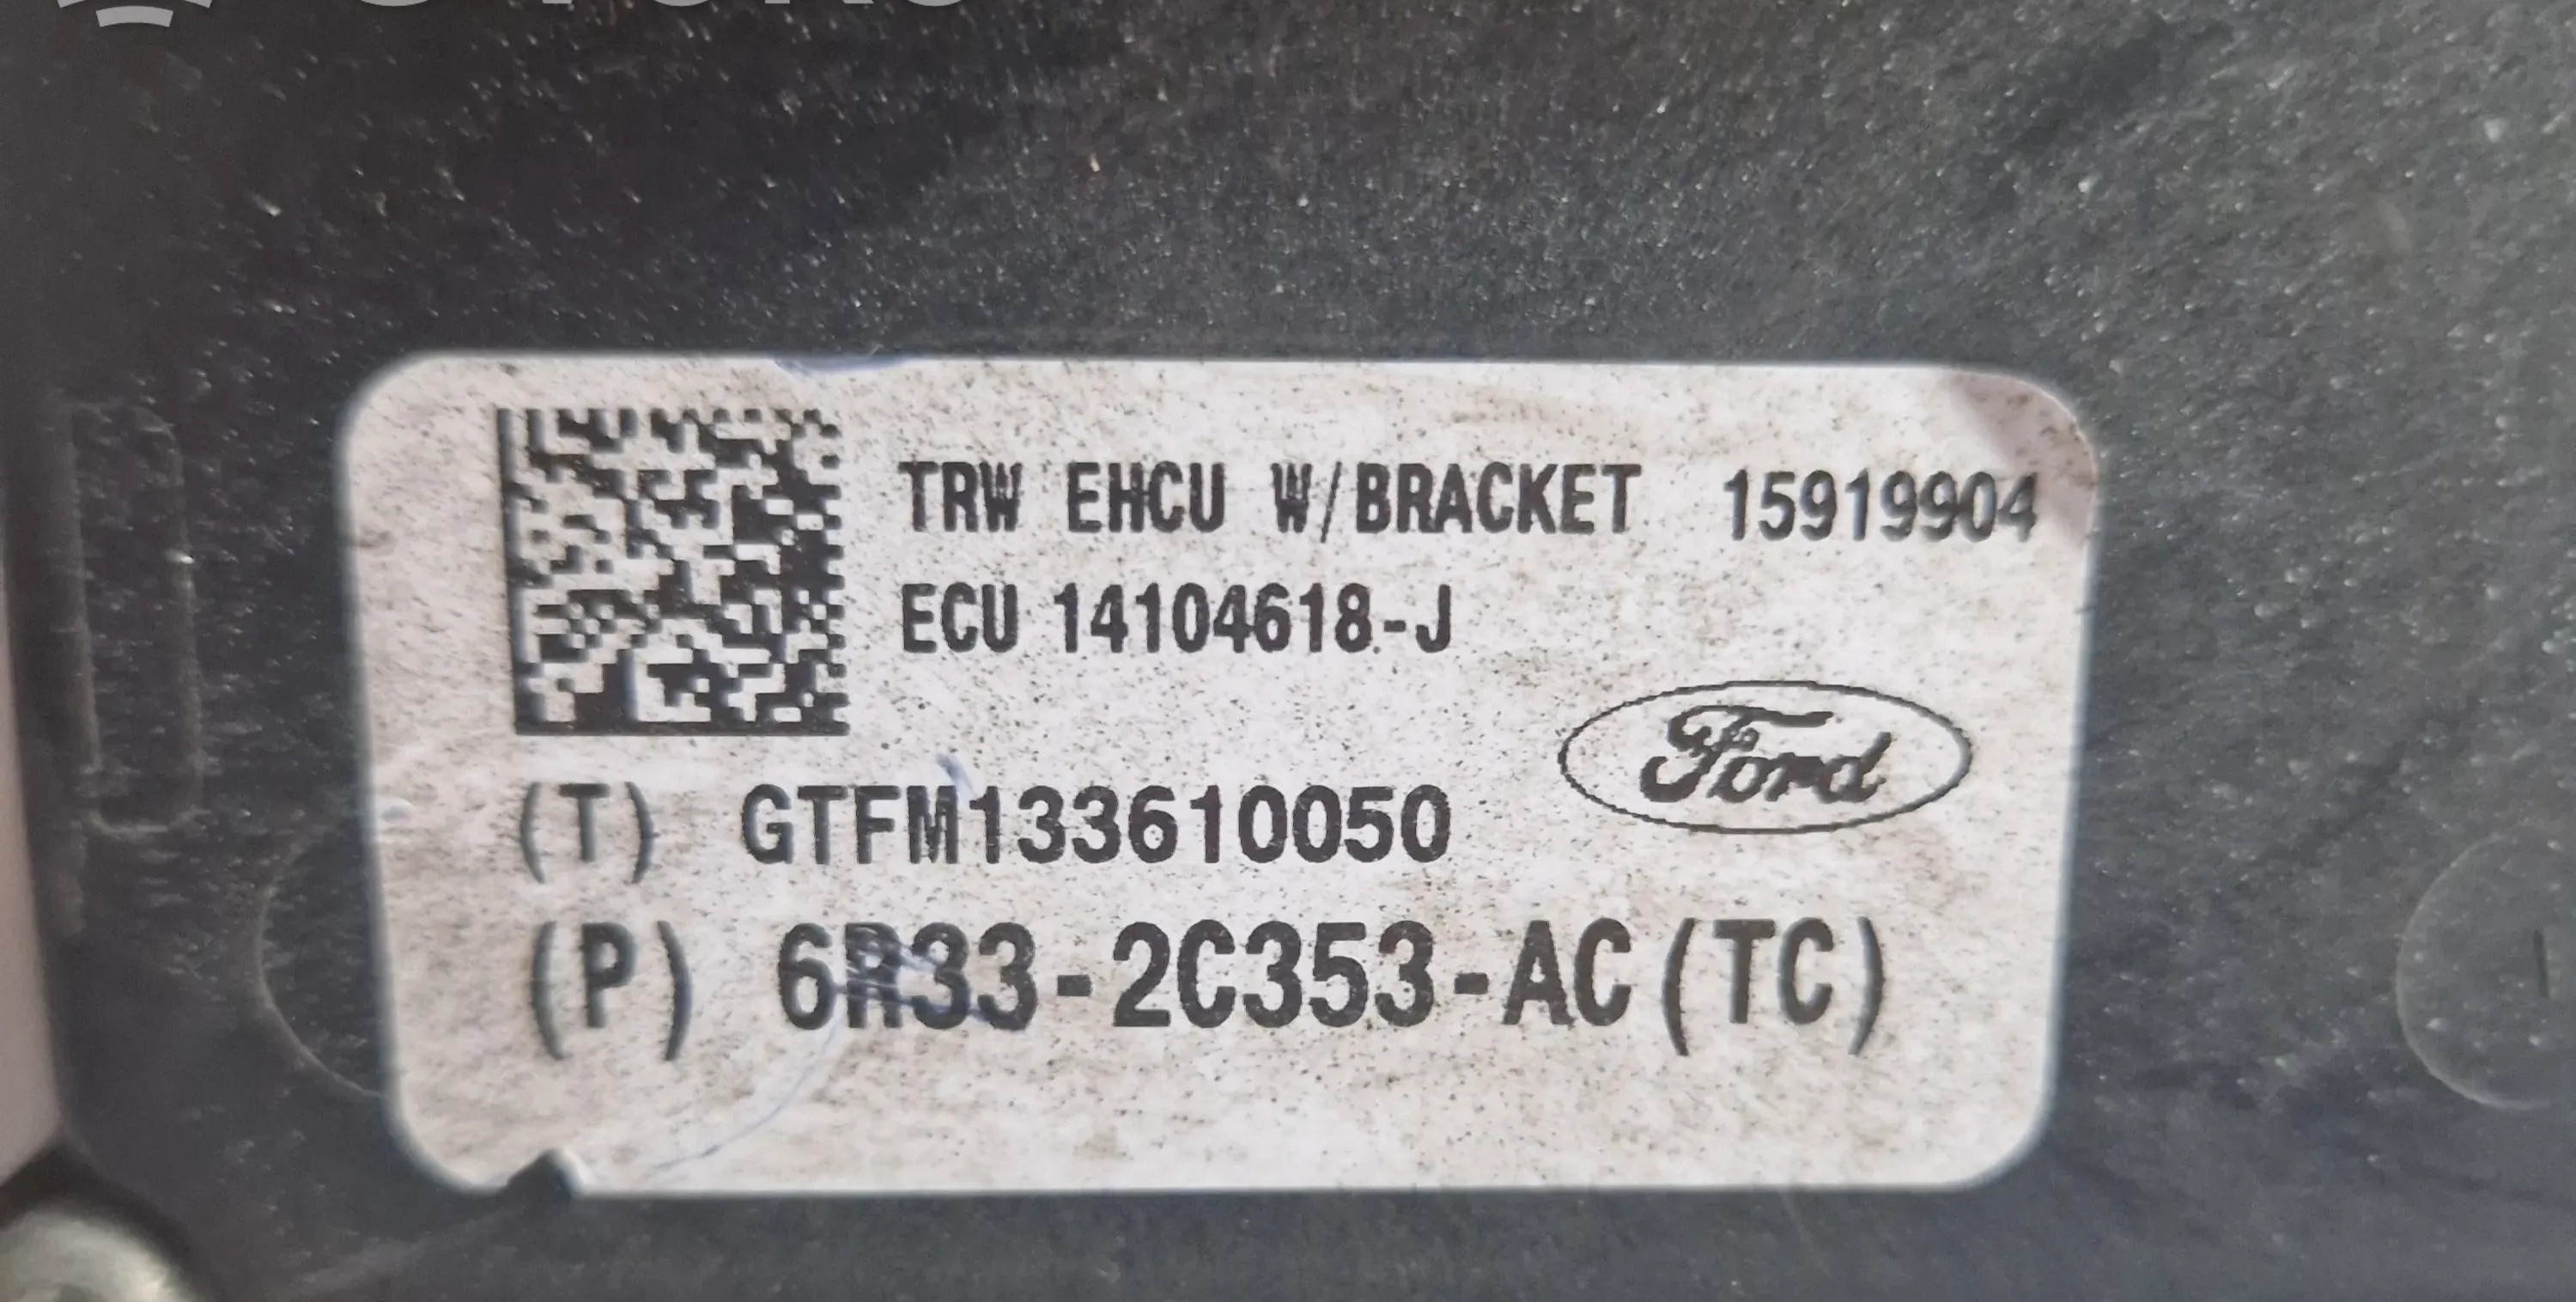 TRW EHCU W/BRACKET 15919904
ECU 14104618-J
Ford
(T) GTFM133610050
(P) 6R33-2C353-AC(TC)